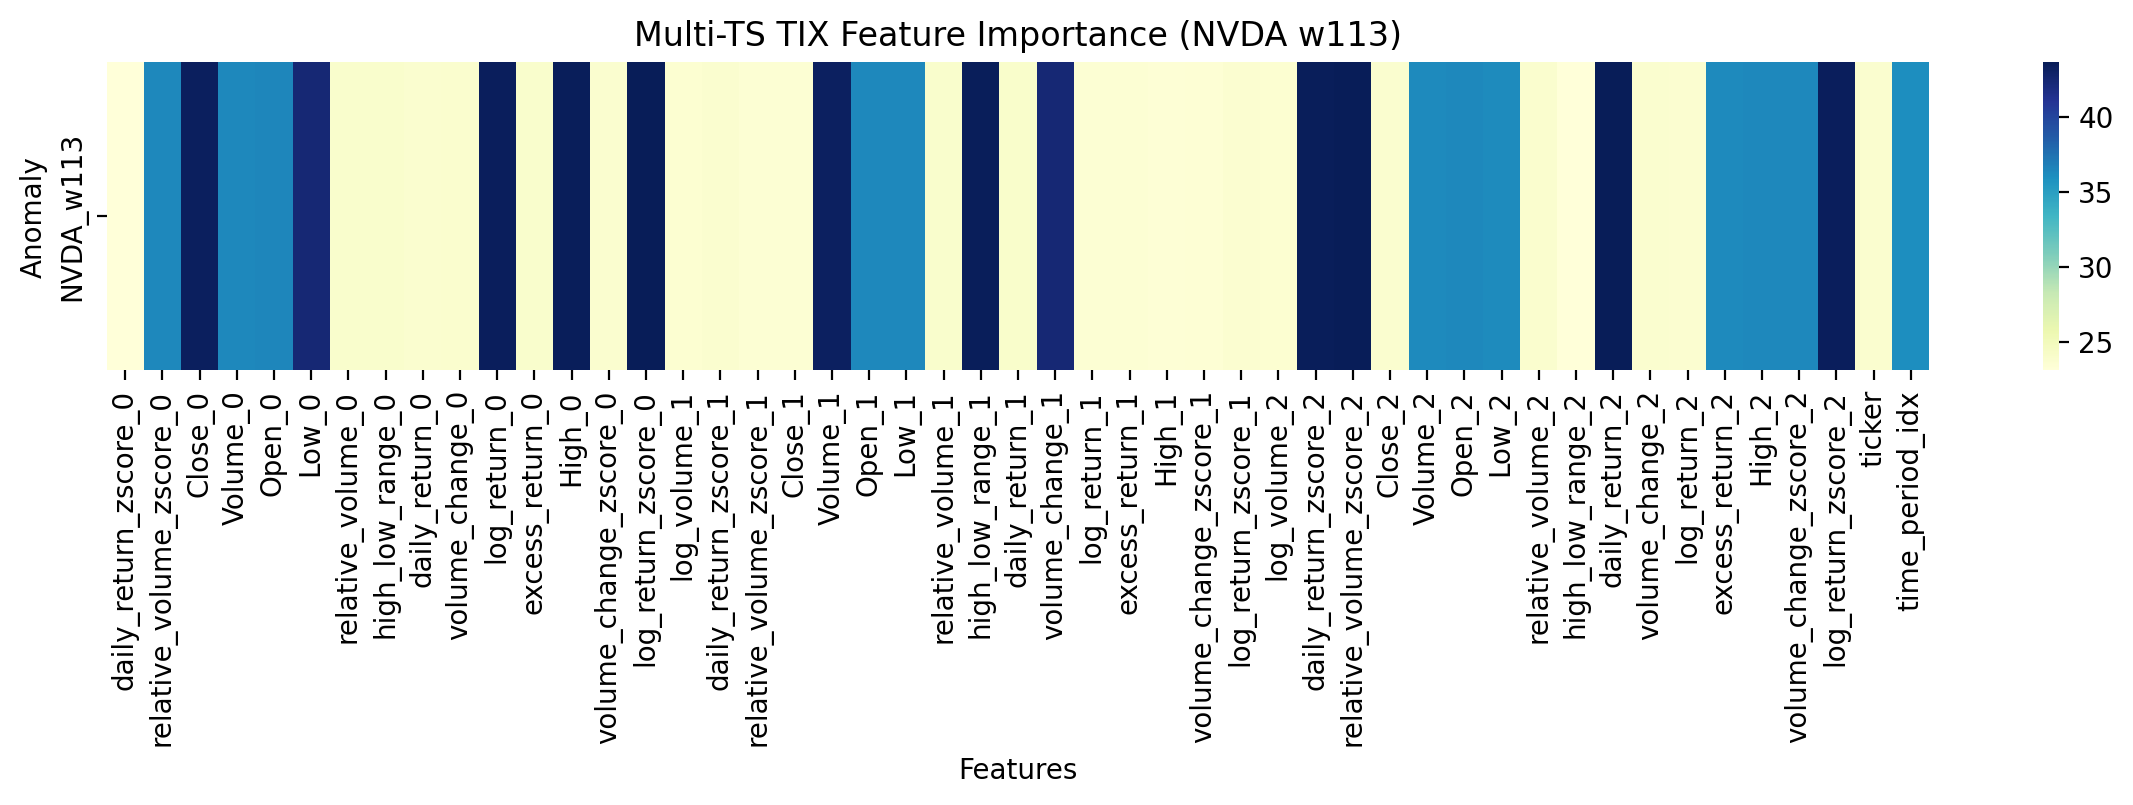 Multi-TS TIX Feature Importance (NVDA w113)
Anomaly
NVDA_w113
40
35
30
25
daily_return_zscore_0
relative_volume_zscore_0
Close_0
Volume_0
Open_0
Low_0
relative_volume_0
high_low_range_0
daily_return_0
volume_change_0
log_return_0
excess_return_0
High_0
volume_change_zscore_0
log_return_zscore_0
log_volume_1
daily_return_zscore_1
relative_volume_zscore_1
Close_1
Volume_1
Open_1
Low_1
relative_volume_1
high_low_range_1
daily_return_1
volume_change_1
log_return_1
excess_return_1
High_1
volume_change_zscore_1
log_return_zscore_1
log_volume_2
daily_return_zscore_2
relative_volume_zscore_2
Close_2
Volume_2
Open_2
Low_2
relative_volume_2
high_low_range_2
daily_return_2
volume_change_2
log_return_2
excess_return_2
High_2
volume_change_zscore_2
log_return_zscore_2
ticker
time_period_idx
Features